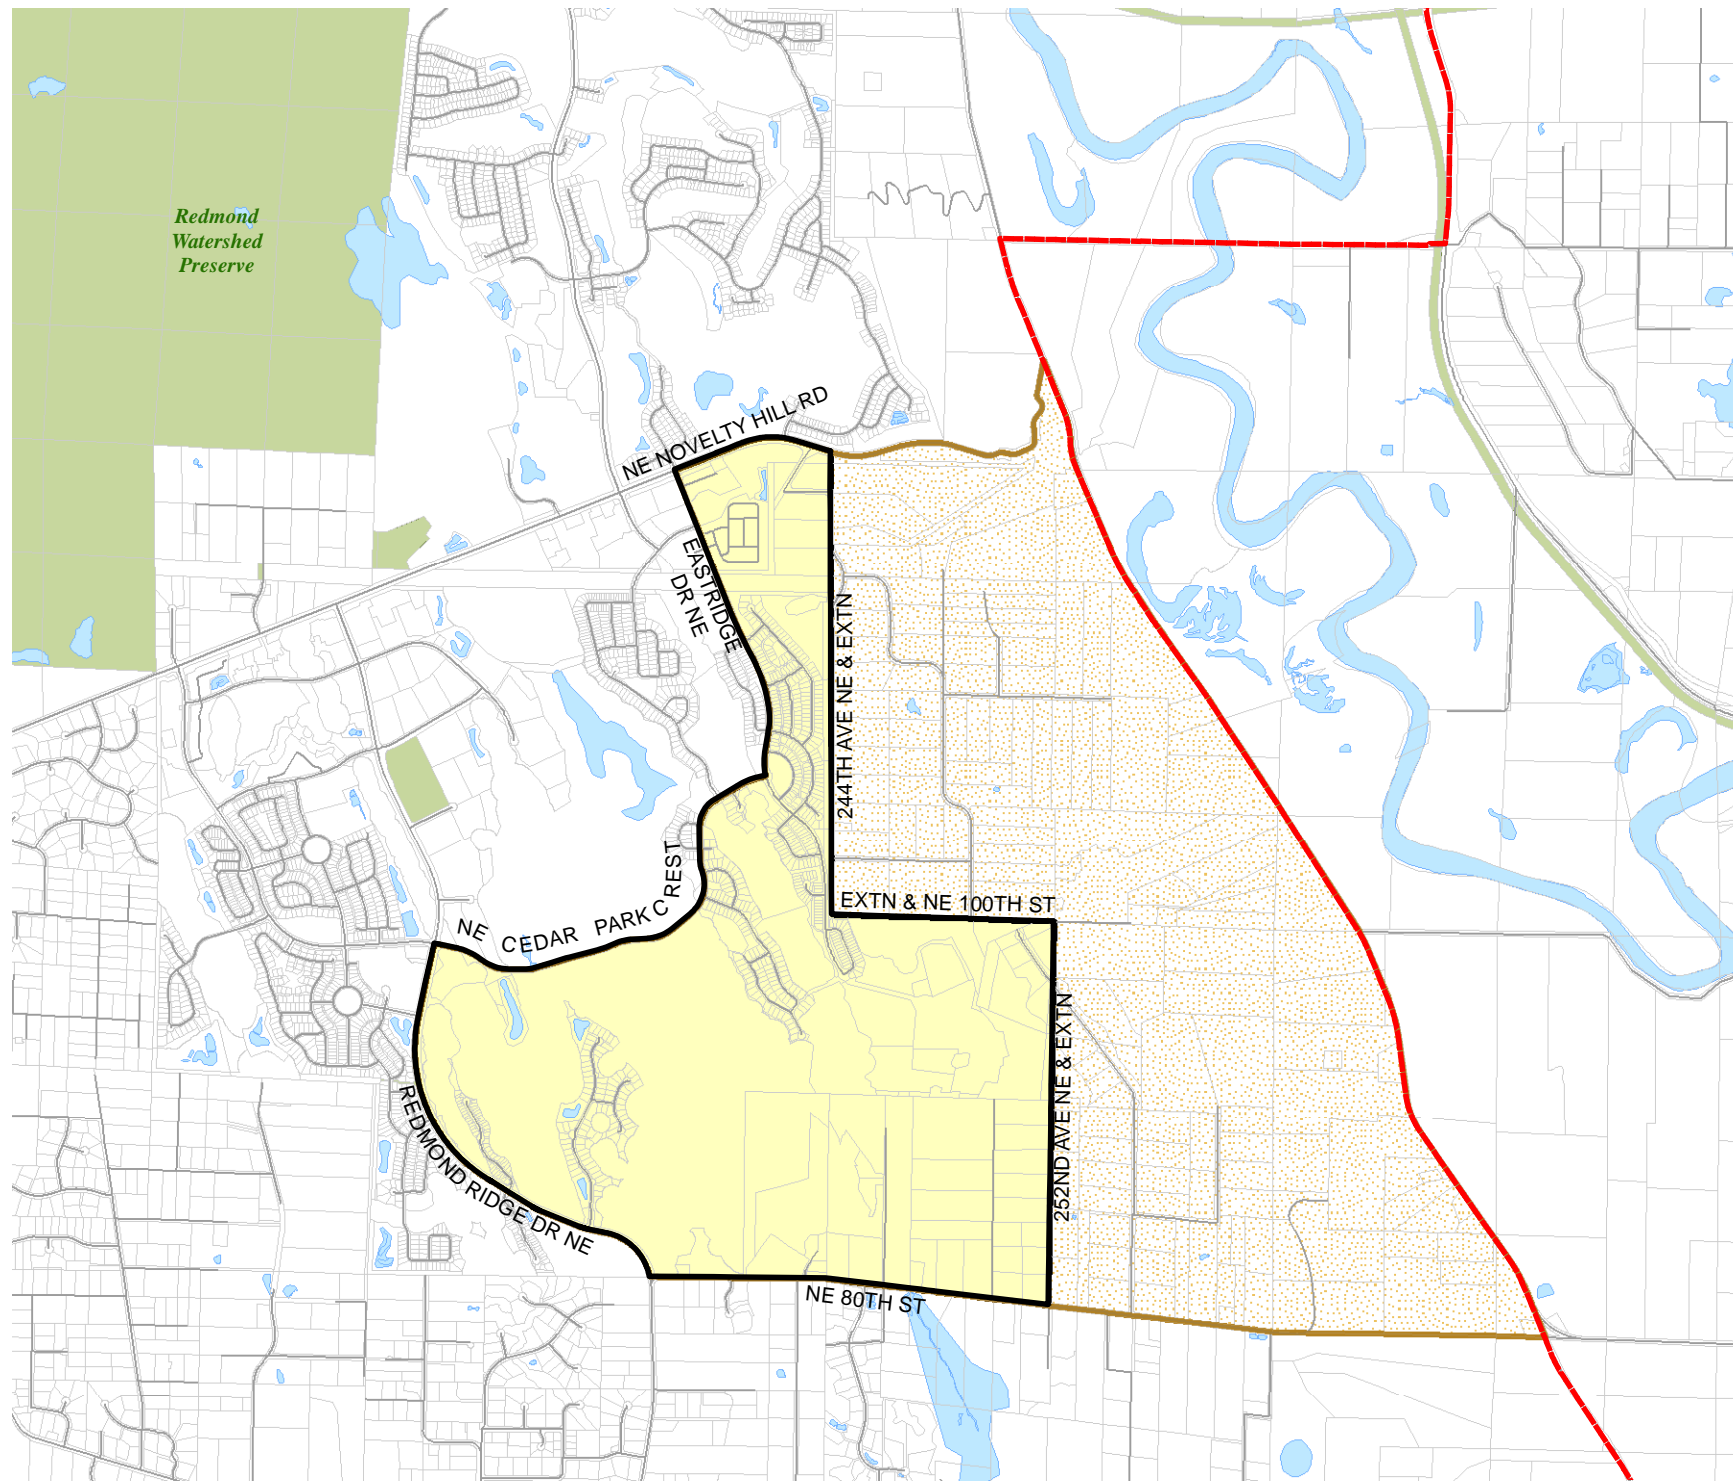 Redmond
Watershed
Preserve
NE NOVELTY HILL RD
EASTRIDGE
DR NE
244TH AVE NE & EXTN
EXTN & NE 100TH ST
NE CEDAR PARK CREST
252ND AVE NE & EXTN
REDMOND RIDGE DR NE
NE 80TH ST